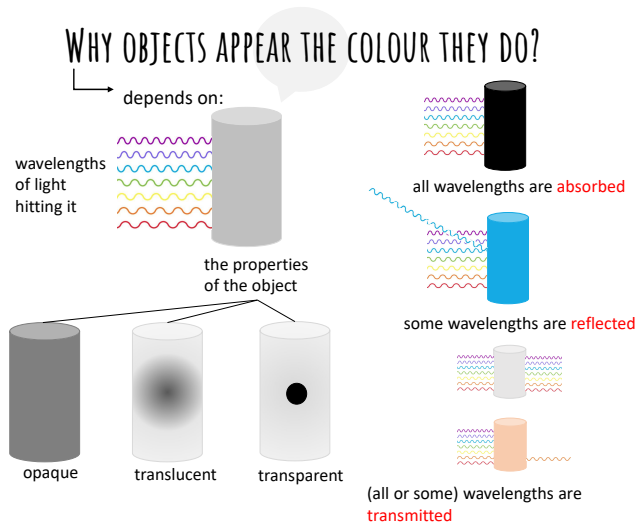 WHY OBJECTS APPEAR THE COLOUR THEY DO?
depends on:
wavelengths
of light
hitting it
the properties
of the object
opaque
translucent
transparent
all wavelengths are absorbed
some wavelengths are reflected
(all or some) wavelengths are
transmitted